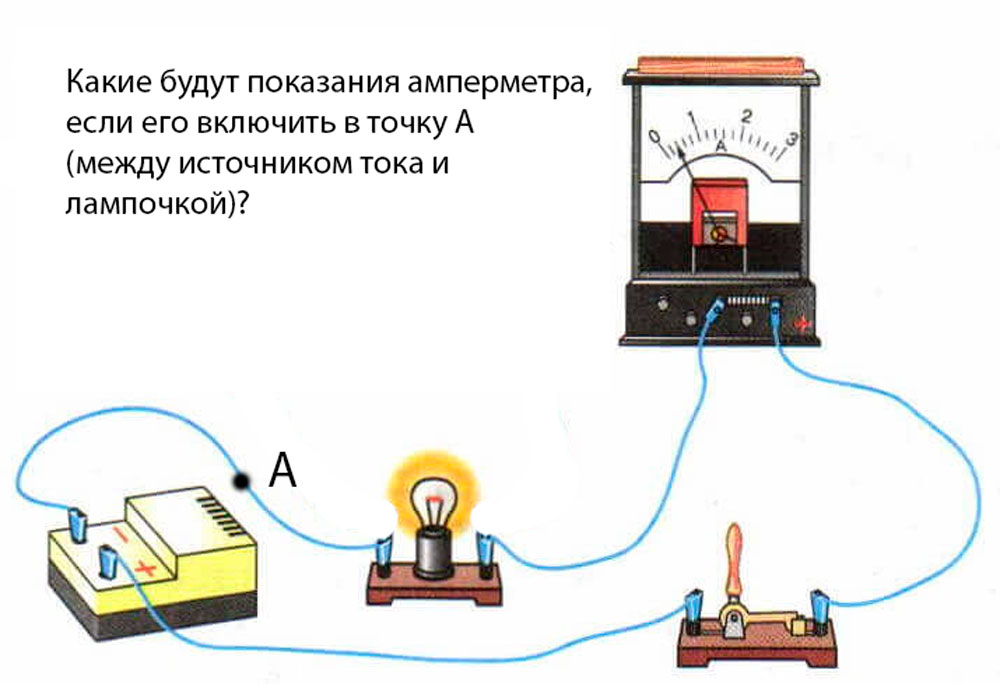 Какие будут показания амперметра,
если его включить в точку А
(между источником тока и
лампочкой)?
0 1 2 3
А
+
А
−
+